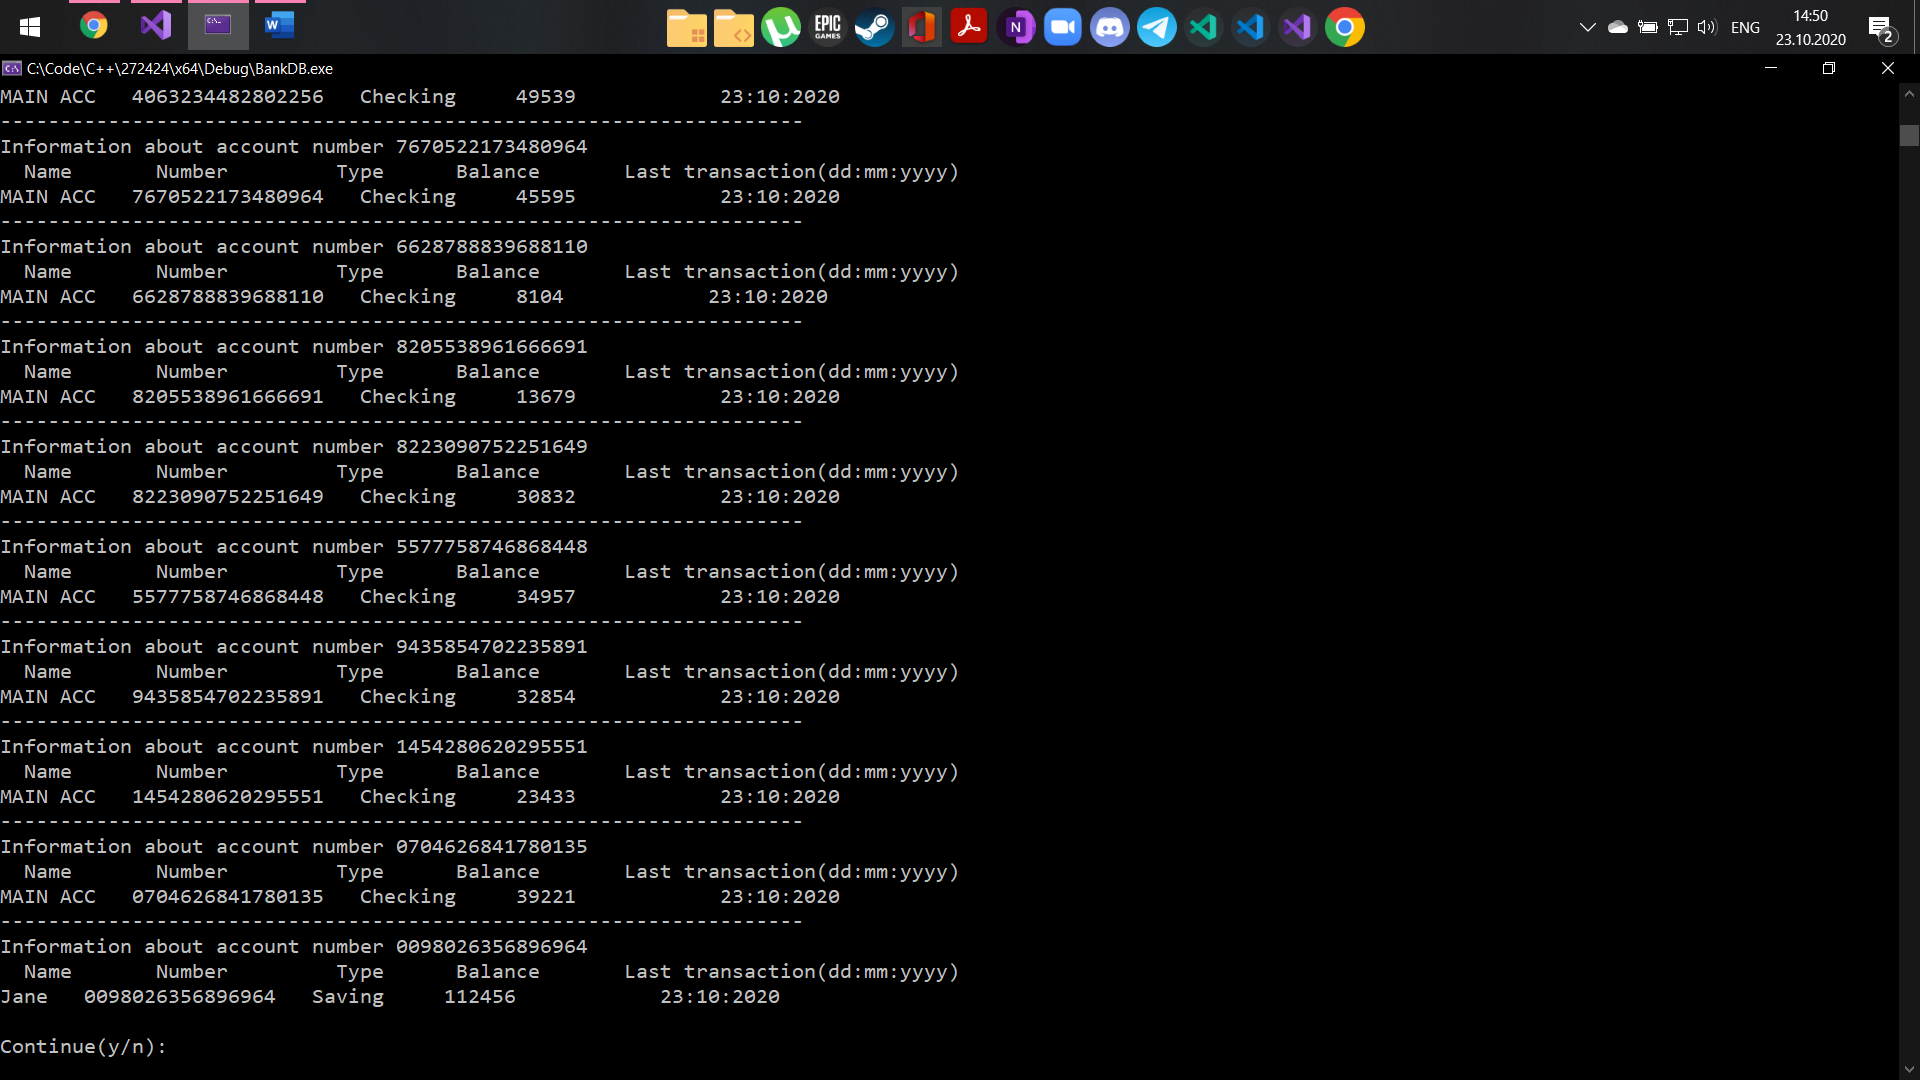 EPIC
GAMES
ENG
14:50
23.10.2020
2
C:\Code\C++\272424\x64\Debug\BankDB.exe
MAIN ACC   4063234482802256   Checking     49539            23:10:2020
-------------------------------------------------------------------
Information about account number 7670522173480964
  Name       Number         Type      Balance       Last transaction(dd:mm:yyyy)
MAIN ACC   7670522173480964   Checking     45595            23:10:2020
-------------------------------------------------------------------
Information about account number 6628788839688110
  Name       Number         Type      Balance       Last transaction(dd:mm:yyyy)
MAIN ACC   6628788839688110   Checking     8104            23:10:2020
-------------------------------------------------------------------
Information about account number 8205538961666691
  Name       Number         Type      Balance       Last transaction(dd:mm:yyyy)
MAIN ACC   8205538961666691   Checking     13679            23:10:2020
-------------------------------------------------------------------
Information about account number 8223090752251649
  Name       Number         Type      Balance       Last transaction(dd:mm:yyyy)
MAIN ACC   8223090752251649   Checking     30832            23:10:2020
-------------------------------------------------------------------
Information about account number 5577758746868448
  Name       Number         Type      Balance       Last transaction(dd:mm:yyyy)
MAIN ACC   5577758746868448   Checking     34957            23:10:2020
-------------------------------------------------------------------
Information about account number 9435854702235891
  Name       Number         Type      Balance       Last transaction(dd:mm:yyyy)
MAIN ACC   9435854702235891   Checking     32854            23:10:2020
-------------------------------------------------------------------
Information about account number 1454280620295551
  Name       Number         Type      Balance       Last transaction(dd:mm:yyyy)
MAIN ACC   1454280620295551   Checking     23433            23:10:2020
-------------------------------------------------------------------
Information about account number 0704626841780135
  Name       Number         Type      Balance       Last transaction(dd:mm:yyyy)
MAIN ACC   0704626841780135   Checking     39221            23:10:2020
-------------------------------------------------------------------
Information about account number 0098026356896964
  Name       Number         Type      Balance       Last transaction(dd:mm:yyyy)
Jane   0098026356896964   Saving     112456            23:10:2020
Continue(y/n):